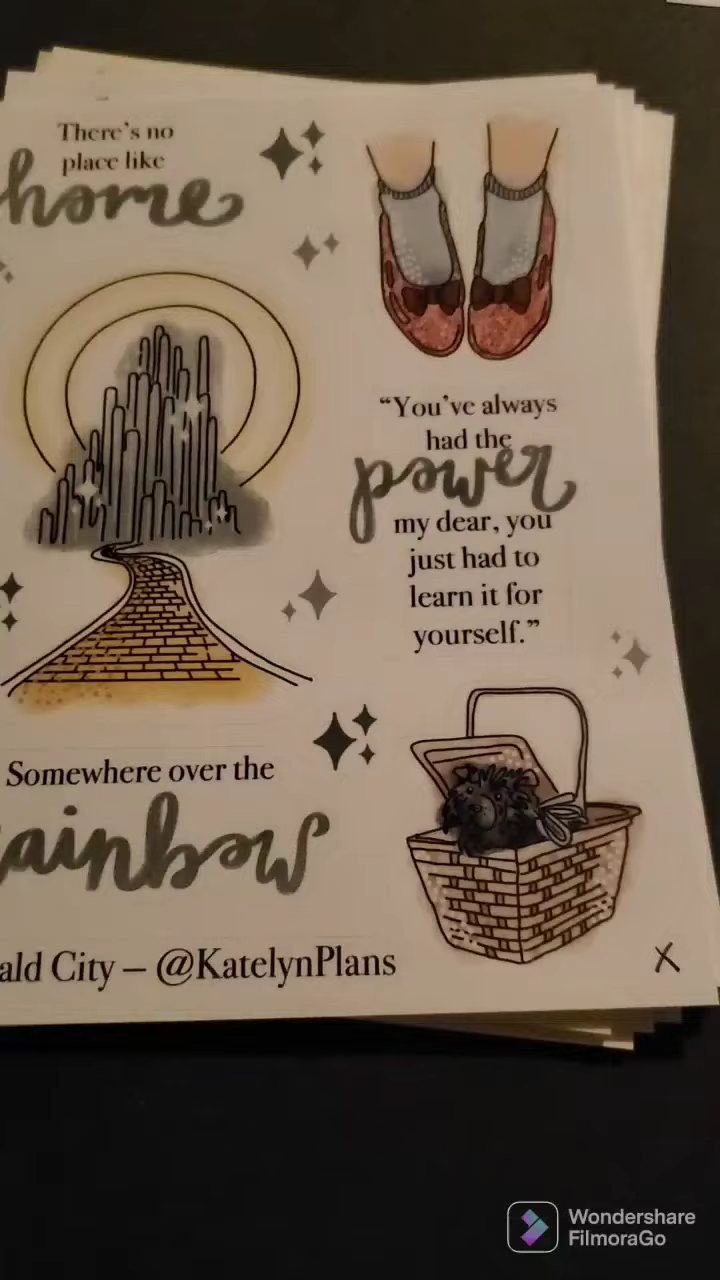 There's no
place like
home
"You've always
had the
power
my dear, you
just had to
learn it for
yourself."
Somewhere over the
rainbow
ald City – @KatelynPlans
X
Wondershare
FilmoraGo